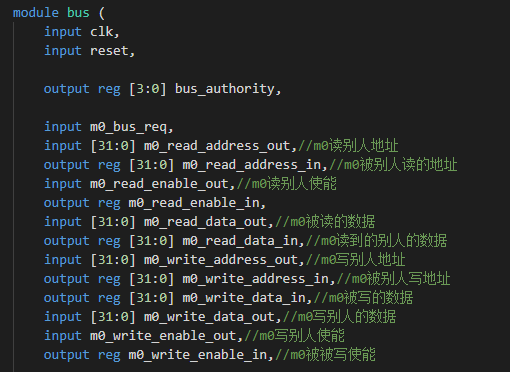 module bus (
input clk,
input reset,
output reg [3:0] bus_authority,
input m0_bus_req,
input [31:0] m0_read_address_out,//m0读别人地址
output reg [31:0] m0_read_address_in,//m0被别人读的地址
input m0_read_enable_out,//m0读别人使能
output reg m0_read_enable_in,
input [31:0] m0_read_data_out,//m0被读的数据
output reg [31:0] m0_read_data_in,//m0读到的别人的数据
input [31:0] m0_write_address_out,//m0写别人地址
output reg [31:0] m0_write_address_in,//m0被别人写地址
output reg [31:0] m0_write_data_in,//m0被写的数据
input [31:0] m0_write_data_out,//m0写别人的数据
input m0_write_enable_out,//m0写别人使能
output reg m0_write_enable_in,//m0被被写使能